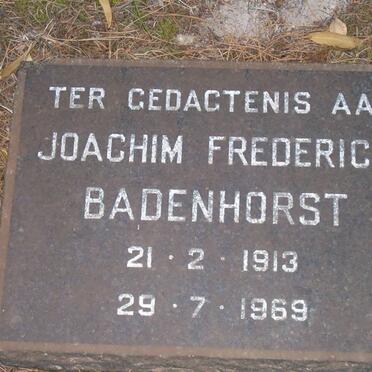 TER GEDACTENIS AA
JOACHIM FREDERIC
BADENHORST
21 · 2 · 1913
29 · 7 · 1969